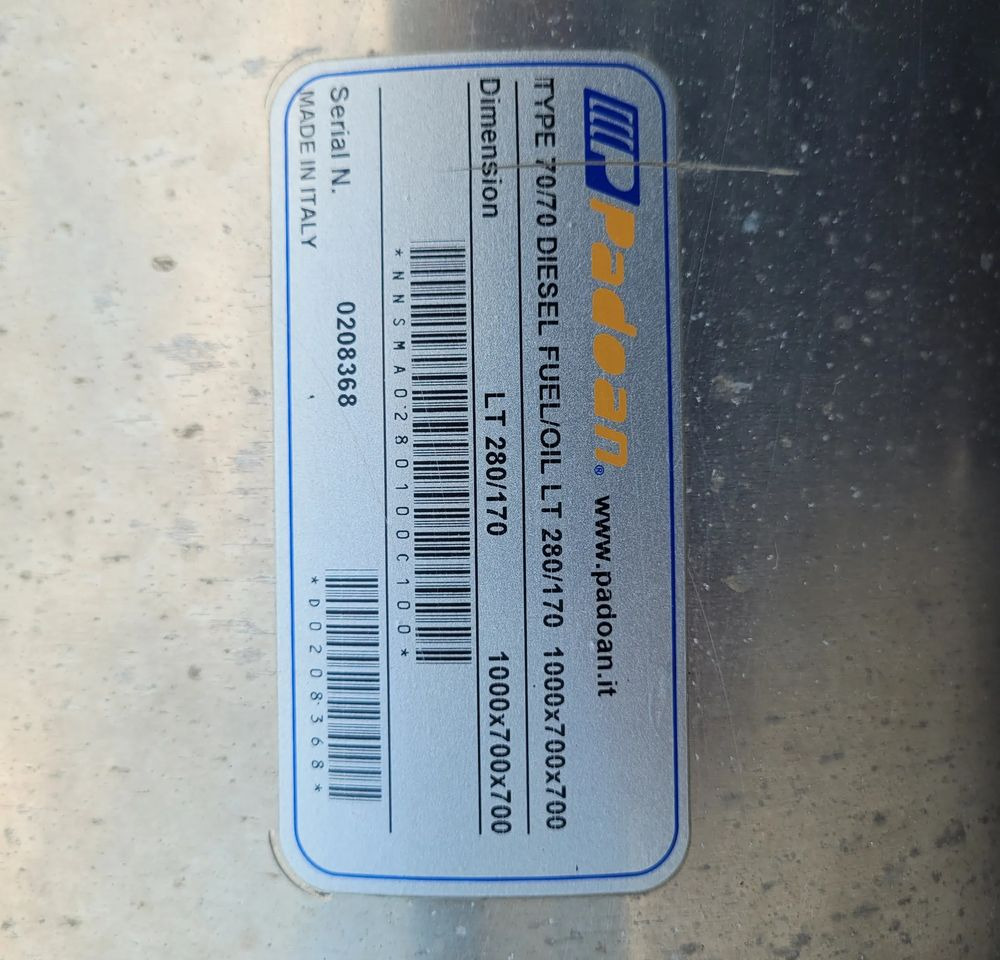 Padoan® www.padoan.it
TYPE 70/70 DIESEL FUEL/OIL LT 280/170 1000x700x700
Dimension LT 280/170 1000x700x700
*NNSMA0280100C100*
Serial N. 0208368
*D0208368*
MADE IN ITALY